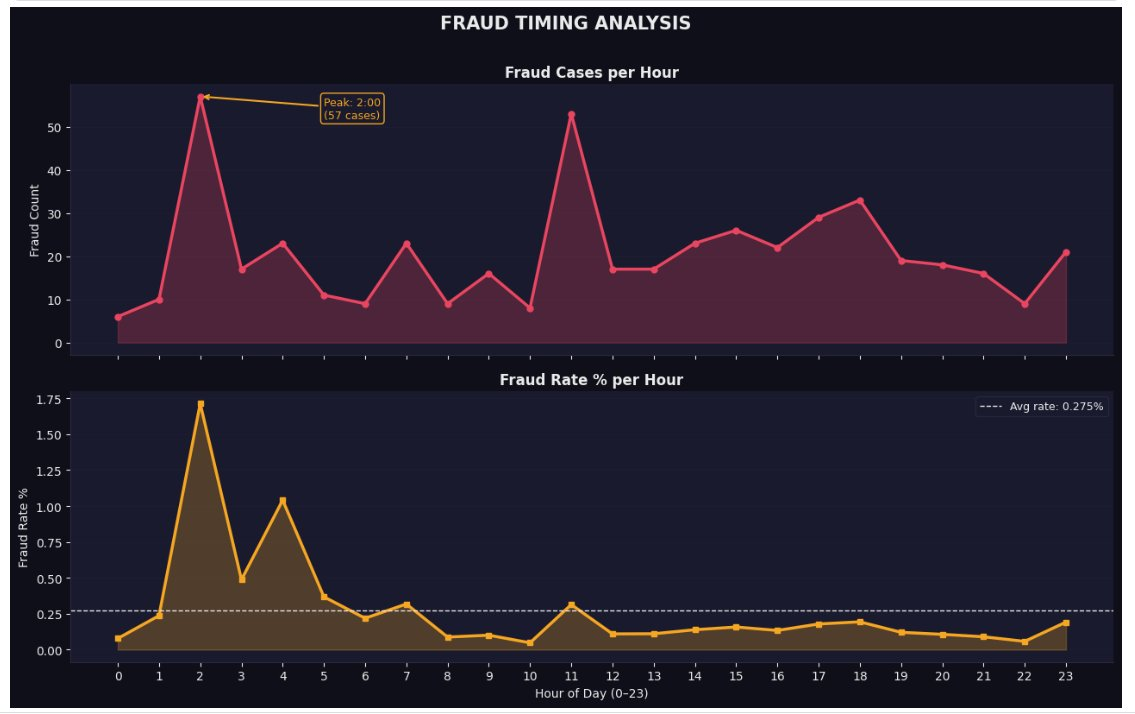 FRAUD TIMING ANALYSIS
Fraud Cases per Hour
Peak: 2:00
(57 cases)
Fraud Count
50
40
30
20
10
0
Fraud Rate % per Hour
Avg rate: 0.275%
Fraud Rate %
1.75
1.50
1.25
1.00
0.75
0.50
0.25
0.00
0 1 2 3 4 5 6 7 8 9 10 11 12 13 14 15 16 17 18 19 20 21 22 23
Hour of Day (0–23)